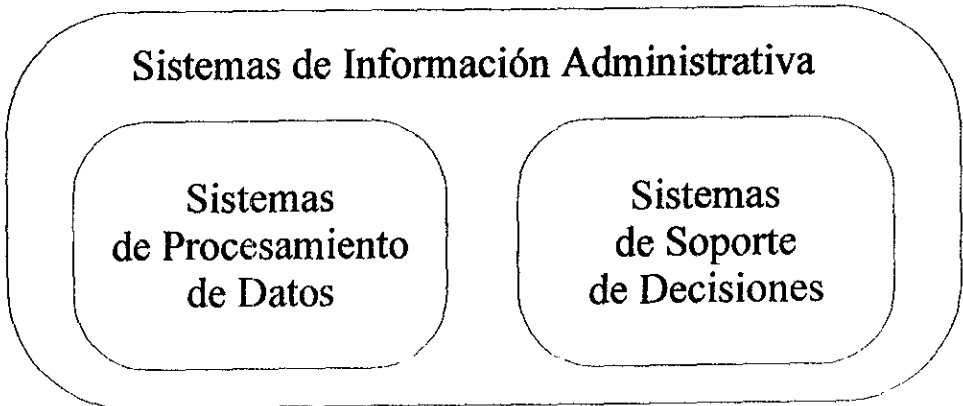 Sistemas de Información Administrativa
Sistemas
de Procesamiento
de Datos
Sistemas
de Soporte
de Decisiones